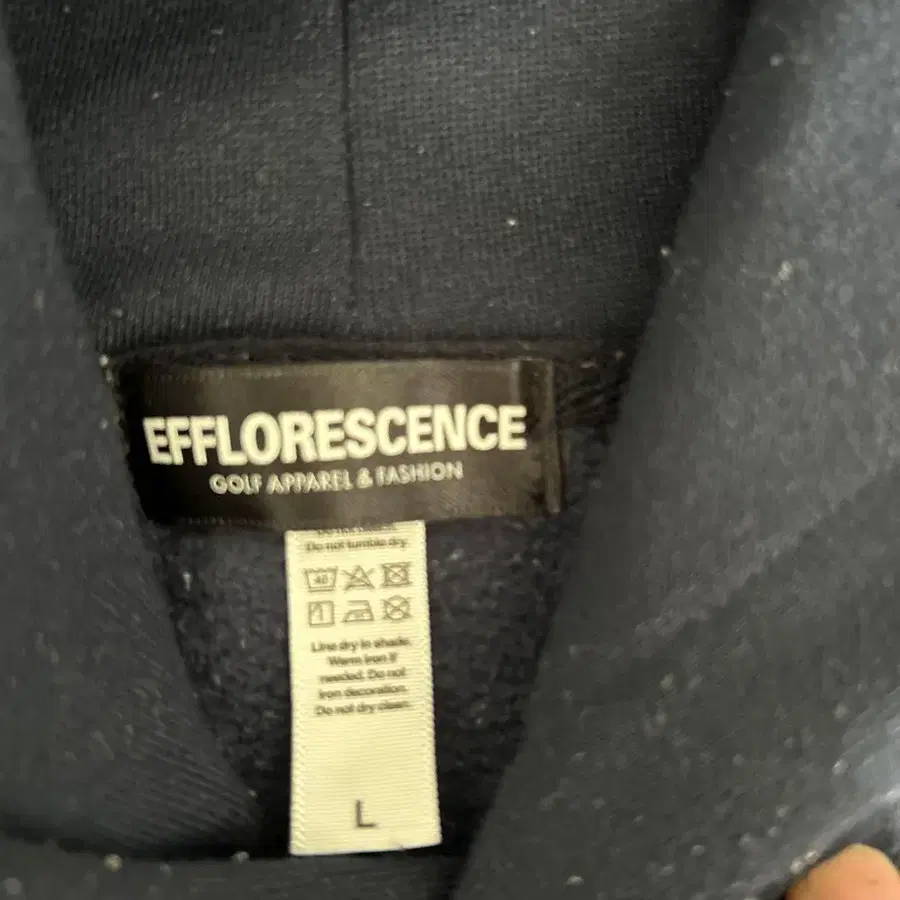 EFFLORESCENCE
GOLF APPAREL & FASHION
Do not tumble dry.
40
Line dry in shade.
Warm iron if
needed. Do not
iron decoration.
Do not dry clean.
L